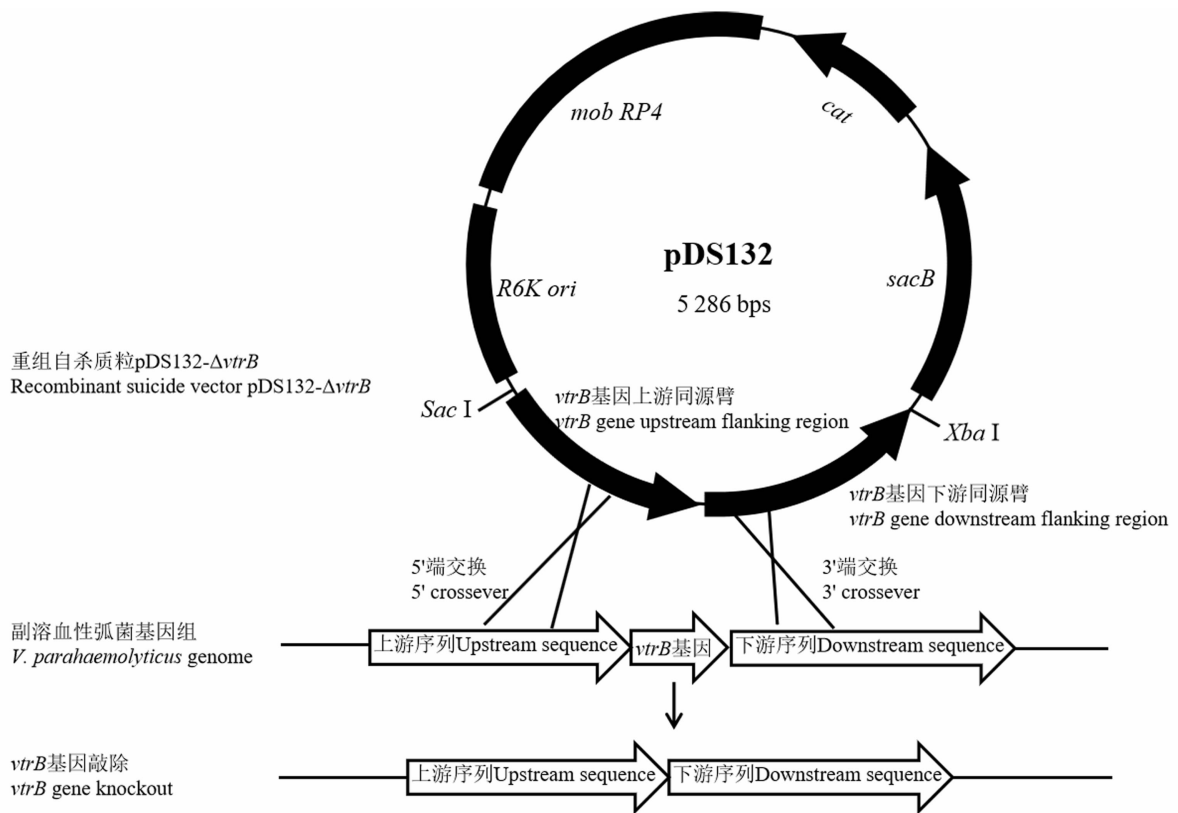 mob RP4
cat
pDS132
5 286 bps
sacB
R6K ori
重组自杀质粒pDS132-ΔvtrB
Recombinant suicide vector pDS132-ΔvtrB
Sac I
vtrB基因上游同源臂
vtrB gene upstream flanking region
Xba I
vtrB基因下游同源臂
vtrB gene downstream flanking region
5'端交换
5' crossever
3'端交换
3' crossever
副溶血性弧菌基因组
V. parahaemolyticus genome
上游序列Upstream sequence
vtrB基因
下游序列Downstream sequence
vtrB基因敲除
vtrB gene knockout
上游序列Upstream sequence
下游序列Downstream sequence